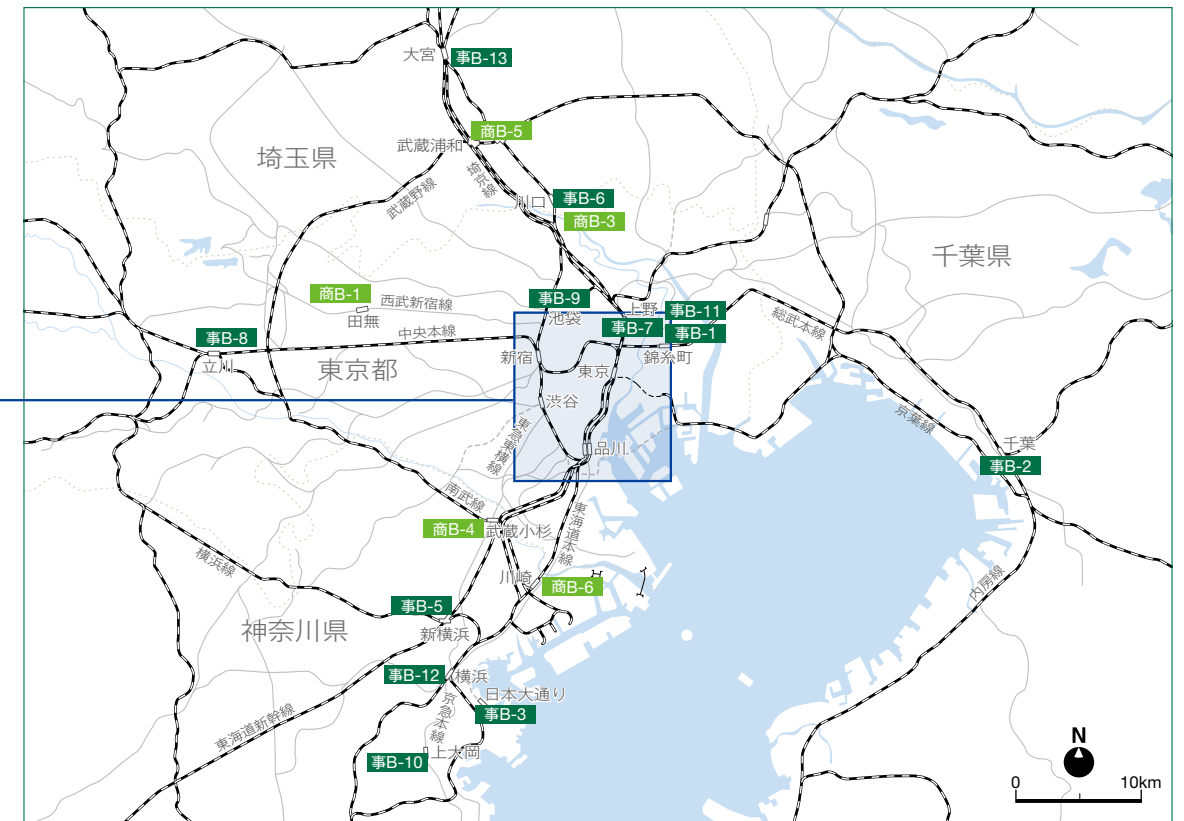 大宮
事B-13
商B-5
武蔵浦和
埼玉県
埼京線
武蔵野線
川口
事B-6
商B-3
千葉県
商B-1
西武新宿線
田無
事B-9
上野
事B-11
池袋
事B-7
事B-1
総武本線
事B-8
中央本線
立川
東京都
新宿
東京
錦糸町
渋谷
東急東横線
京葉線
品川
千葉
事B-2
南武線
商B-4
武蔵小杉
東海道本線
横浜線
川崎
商B-6
内房線
事B-5
新横浜
神奈川県
事B-12
横浜
日本大通り
京急本線
事B-3
東海道新幹線
上大岡
事B-10
N
0
10km